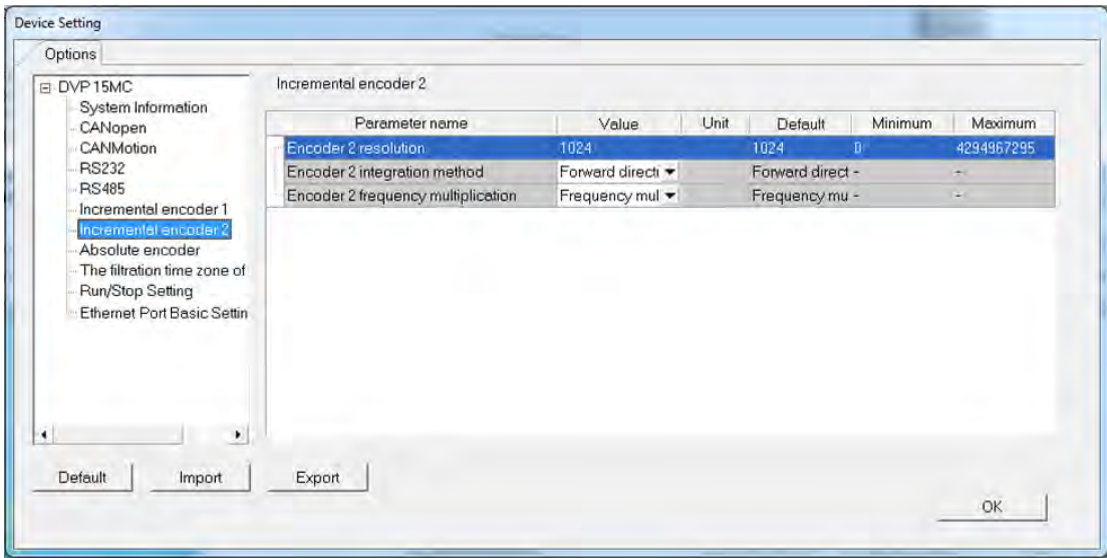 Device Setting
Options
DVP 15MC
System Information
CANopen
CANMotion
RS232
RS485
Incremental encoder 1
Incremental encoder 2
Absolute encoder
The filtration time zone of
Run/Stop Setting
Ethernet Port Basic Settin
Incremental encoder 2
Parameter name Value Unit Default Minimum Maximum
Encoder 2 resolution 1024 1024 0 4294967295
Encoder 2 integration method Forward directi Forward direct - -
Encoder 2 frequency multiplication Frequency mul Frequency mu - -
Default Import Export
OK